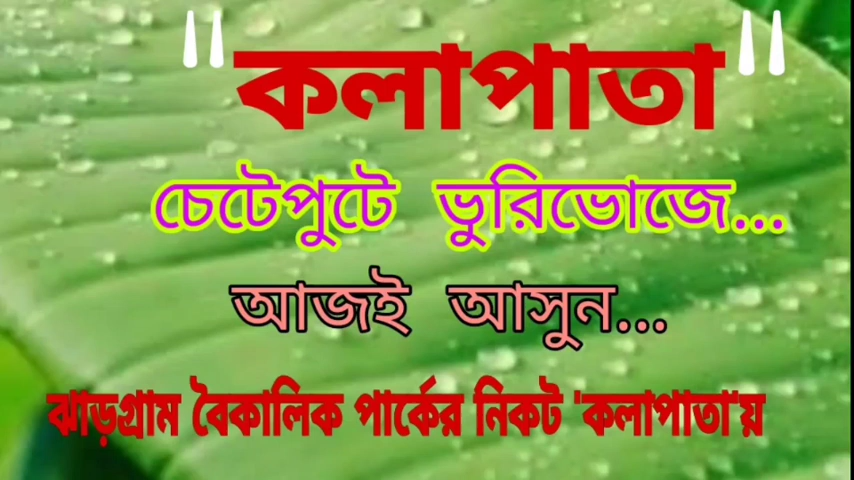 "কলাপাতা"
চেটেপুটে ভুরিভোজে...
আজই আসুন...
ঝাড়গ্রাম বৈকালিক পার্কের নিকট 'কলাপাতা'য়